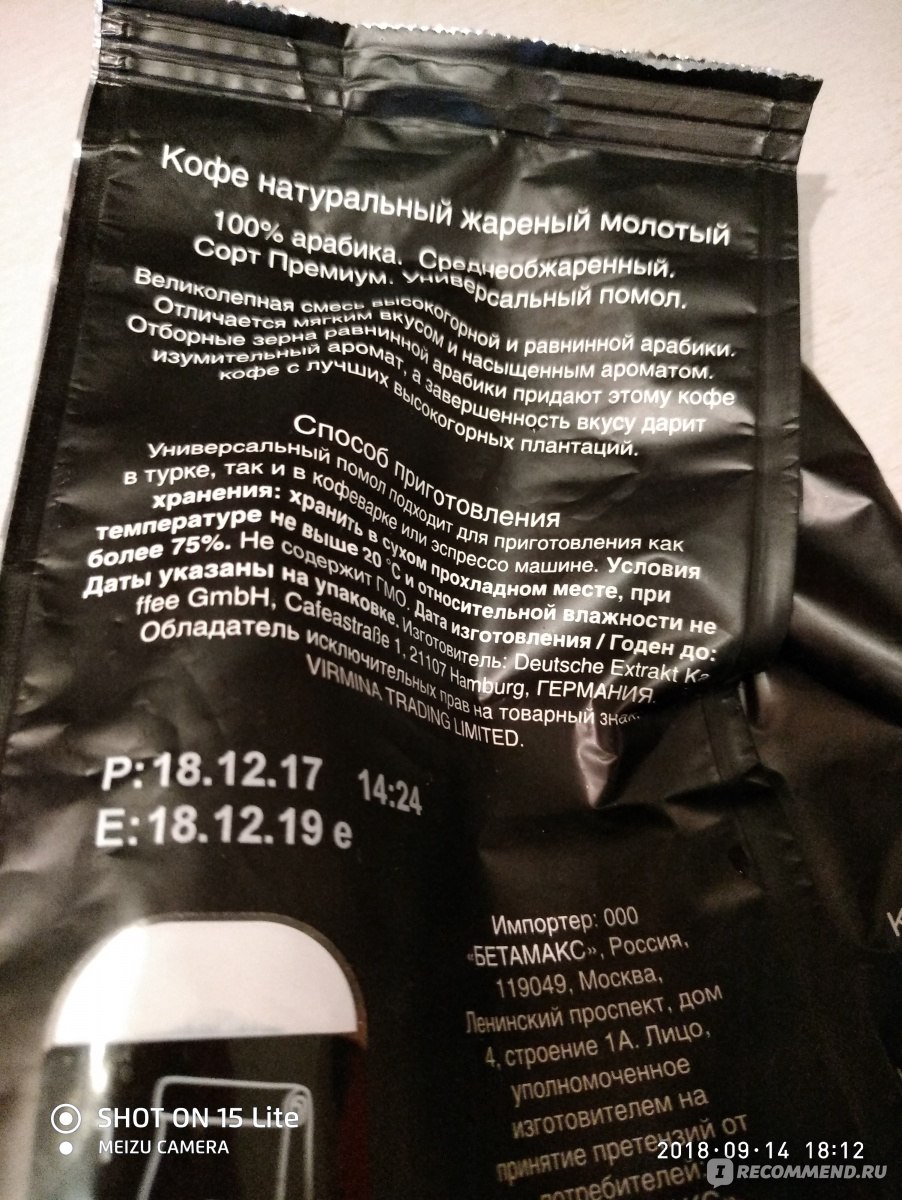 Кофе натуральный жареный молотый
100% арабика. Среднеобжаренный.
Сорт Премиум. Универсальный помол.
Великолепная смесь высокогорной и равнинной арабики.
Отличается мягким вкусом и насыщенным ароматом.
Отборные зерна равнинной арабики придают этому кофе
изумительный аромат, а завершенность вкусу дарит
кофе с лучших высокогорных плантаций.
Способ приготовления
Универсальный помол подходит для приготовления как
в турке, так и в кофеварке или эспрессо машине. Условия
хранения: хранить в сухом прохладном месте, при
температуре не выше 20 °C и относительной влажности не
более 75%. Не содержит ГМО. Дата изготовления / Годен до:
Даты указаны на упаковке. Изготовитель: Deutsche Extrakt Ka
ffee GmbH, Cafeastraße 1, 21107 Hamburg, ГЕРМАНИЯ.
Обладатель исключительных прав на товарный знак
VIRMINA TRADING LIMITED.
P: 18.12.17 14:24
E: 18.12.19 e
Импортер: ООО
«БЕТАМАКС», Россия,
119049, Москва,
Ленинский проспект, дом
4, строение 1А. Лицо,
уполномоченное
изготовителем на
принятие претензий от
потребителей
SHOT ON 15 Lite
MEIZU CAMERA
2018·09·14 18:12
IRECOMMEND.RU